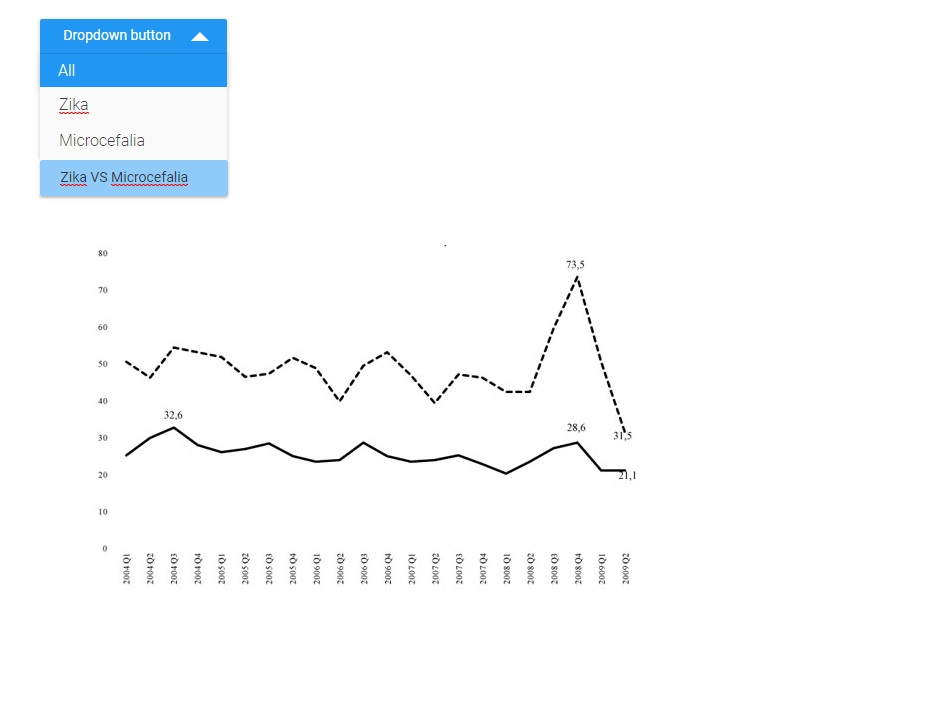 Dropdown button
All
Zika
Microcefalia
Zika VS Microcefalia
80
73,5
70
60
50
40
32,6
28,6
30
31,5
20
21,1
10
0
2004 Q1
2004 Q2
2004 Q3
2004 Q4
2005 Q1
2005 Q2
2005 Q3
2005 Q4
2006 Q1
2006 Q2
2006 Q3
2006 Q4
2007 Q1
2007 Q2
2007 Q3
2007 Q4
2008 Q1
2008 Q2
2008 Q3
2008 Q4
2009 Q1
2009 Q2